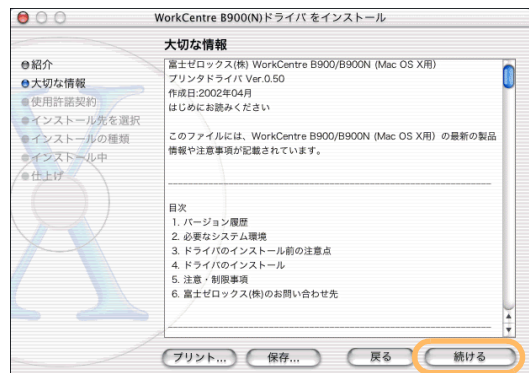 WorkCentre B900(N)ドライバ をインストール
紹介
大切な情報
使用許諾契約
インストール先を選択
インストールの種類
インストール中
仕上げ
大切な情報
富士ゼロックス(株) WorkCentre B900/B900N (Mac OS X用)
プリンタドライバ Ver.0.50
作成日:2002年04月
はじめにお読みください
このファイルには、WorkCentre B900/B900N (Mac OS X用) の最新の製品
情報や注意事項が記載されています。
目次
1. バージョン履歴
2. 必要なシステム環境
3. ドライバのインストール前の注意点
4. ドライバのインストール
5. 注意・制限事項
6. 富士ゼロックス(株)のお問い合わせ先
プリント...
保存...
戻る
続ける